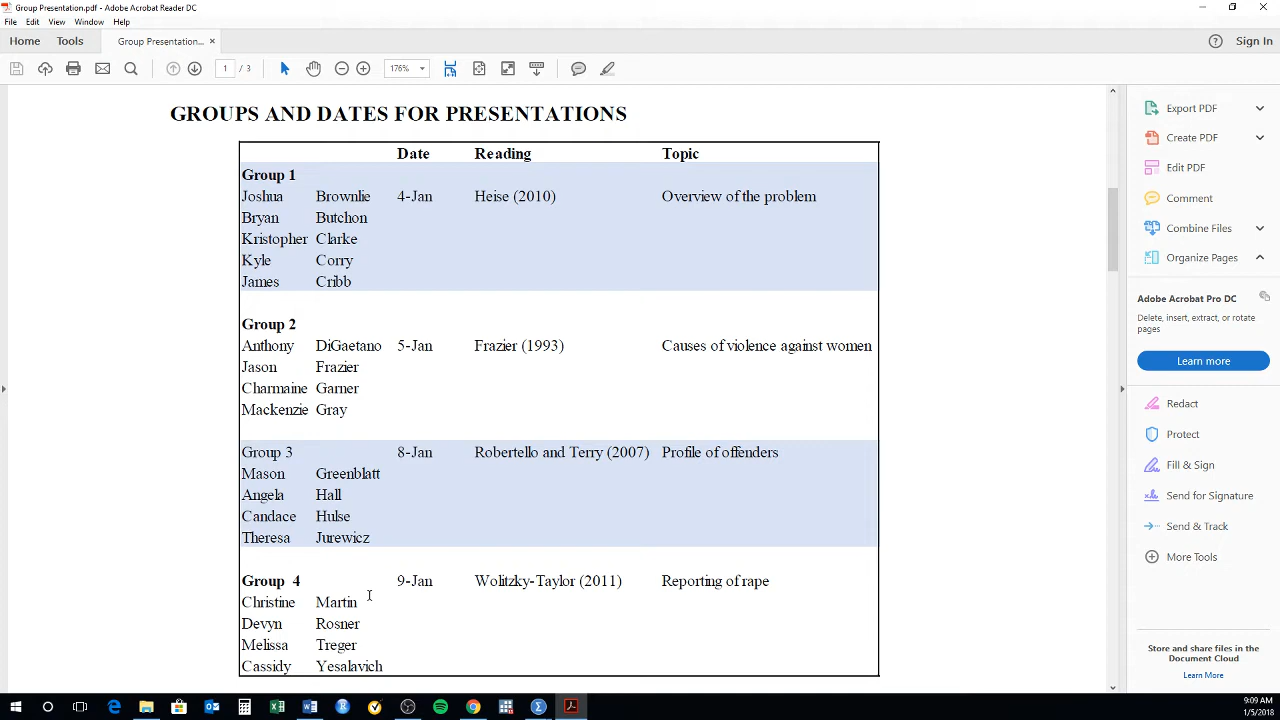 Group Presentation.pdf - Adobe Acrobat Reader DC
File Edit View Window Help
Home Tools Group Presentation... × Sign In
1 / 3 176%
GROUPS AND DATES FOR PRESENTATIONS
Date Reading Topic
Group 1
Joshua Brownlie 4-Jan Heise (2010) Overview of the problem
Bryan Butchon
Kristopher Clarke
Kyle Corry
James Cribb
Group 2
Anthony DiGaetano 5-Jan Frazier (1993) Causes of violence against women
Jason Frazier
Charmaine Garner
Mackenzie Gray
Group 3 8-Jan Robertello and Terry (2007) Profile of offenders
Mason Greenblatt
Angela Hall
Candace Hulse
Theresa Jurewicz
Group 4 9-Jan Wolitzky-Taylor (2011) Reporting of rape
Christine Martin
Devyn Rosner
Melissa Treger
Cassidy Yesalavich
Export PDF
Create PDF
Edit PDF
Comment
Combine Files
Organize Pages
Adobe Acrobat Pro DC
Delete, insert, extract, or rotate
pages
Learn more
Redact
Protect
Fill & Sign
Send for Signature
Send & Track
More Tools
Store and share files in the
Document Cloud
Learn More
9:09 AM
1/5/2018